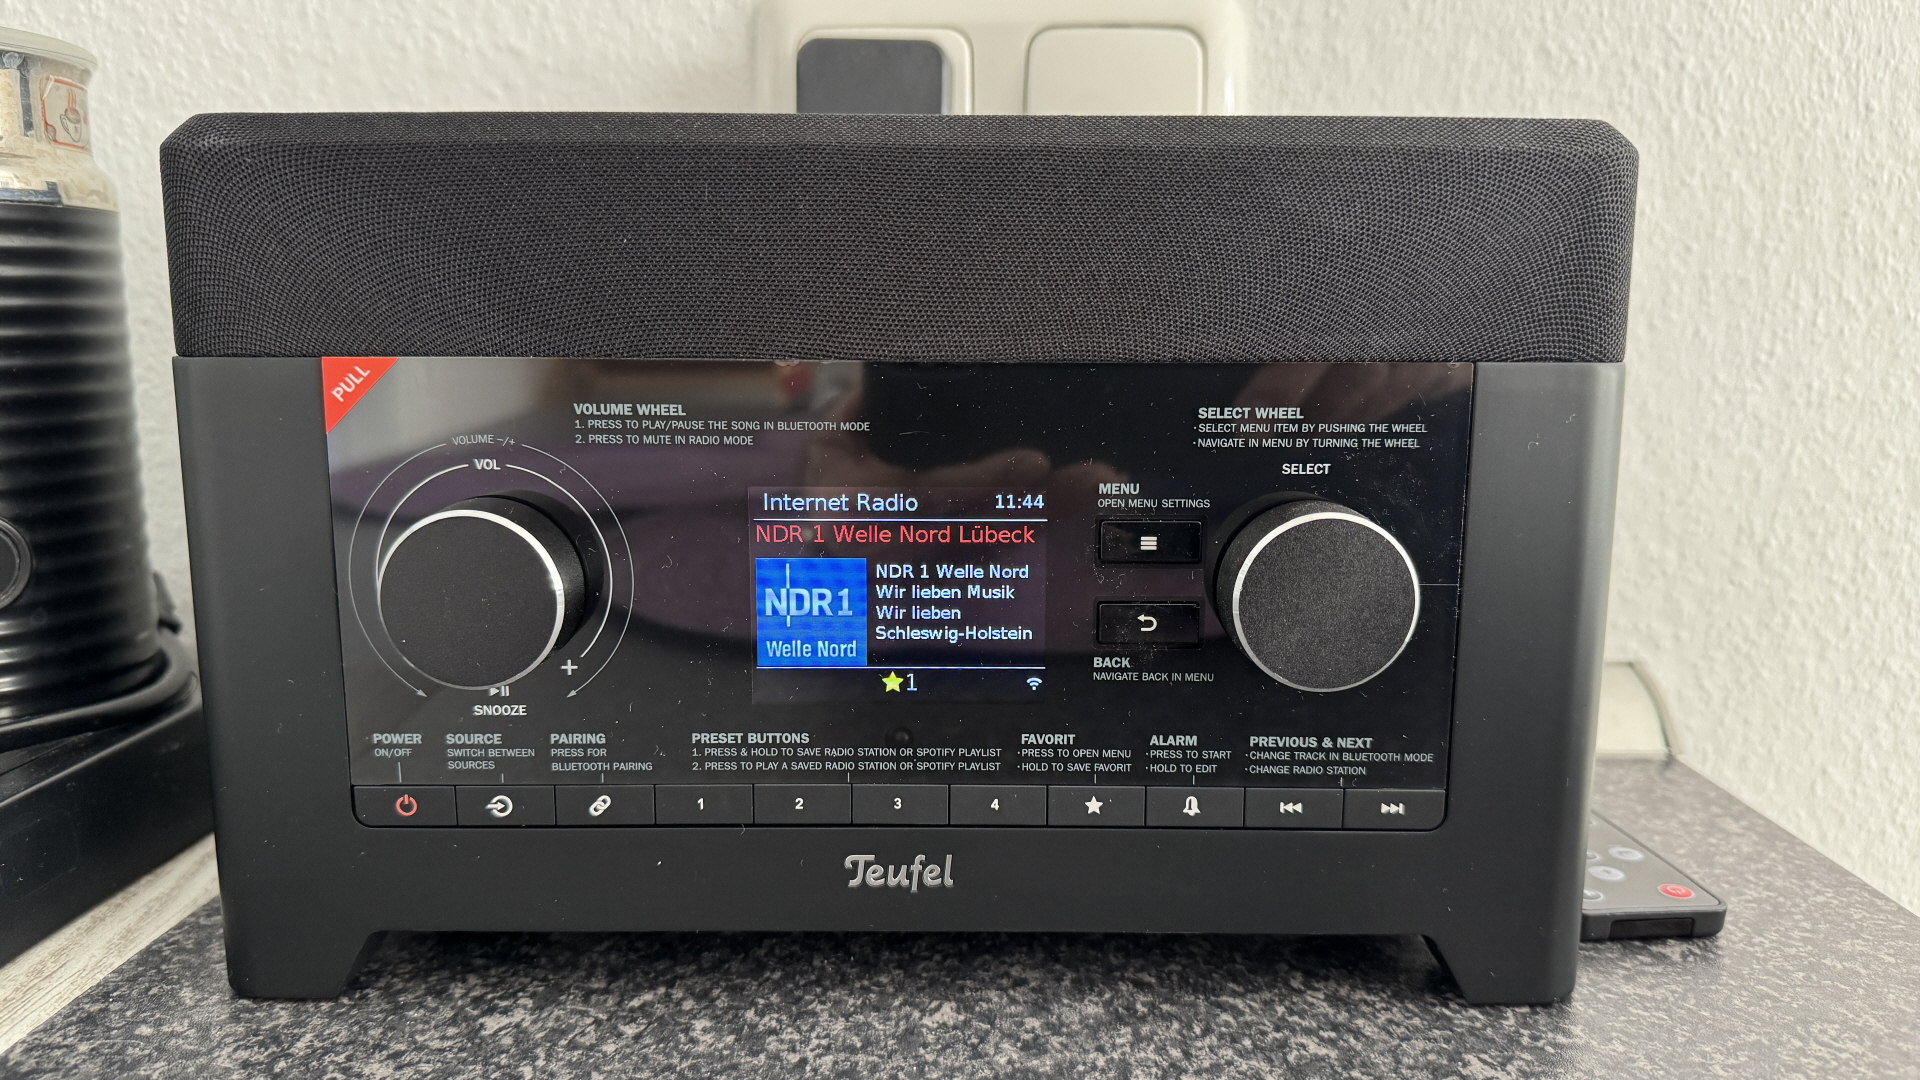 PULL
VOLUME WHEEL
1. PRESS TO PLAY/PAUSE THE SONG IN BLUETOOTH MODE
2. PRESS TO MUTE IN RADIO MODE
SELECT WHEEL
·SELECT MENU ITEM BY PUSHING THE WHEEL
·NAVIGATE IN MENU BY TURNING THE WHEEL
VOLUME −/+
VOL
SELECT
MENU
OPEN MENU SETTINGS
Internet Radio 11:44
NDR 1 Welle Nord Lübeck
NDR 1
Welle Nord
NDR 1 Welle Nord
Wir lieben Musik
Wir lieben
Schleswig-Holstein
1
BACK
NAVIGATE BACK IN MENU
+
SNOOZE
POWER
ON/OFF
SOURCE
SWITCH BETWEEN
SOURCES
PAIRING
PRESS FOR
BLUETOOTH PAIRING
PRESET BUTTONS
1. PRESS & HOLD TO SAVE RADIO STATION OR SPOTIFY PLAYLIST
2. PRESS TO PLAY A SAVED RADIO STATION OR SPOTIFY PLAYLIST
FAVORIT
·PRESS TO OPEN MENU
·HOLD TO SAVE FAVORIT
ALARM
·PRESS TO START
·HOLD TO EDIT
PREVIOUS & NEXT
·CHANGE TRACK IN BLUETOOTH MODE
·CHANGE RADIO STATION
1 2 3 4
Teufel